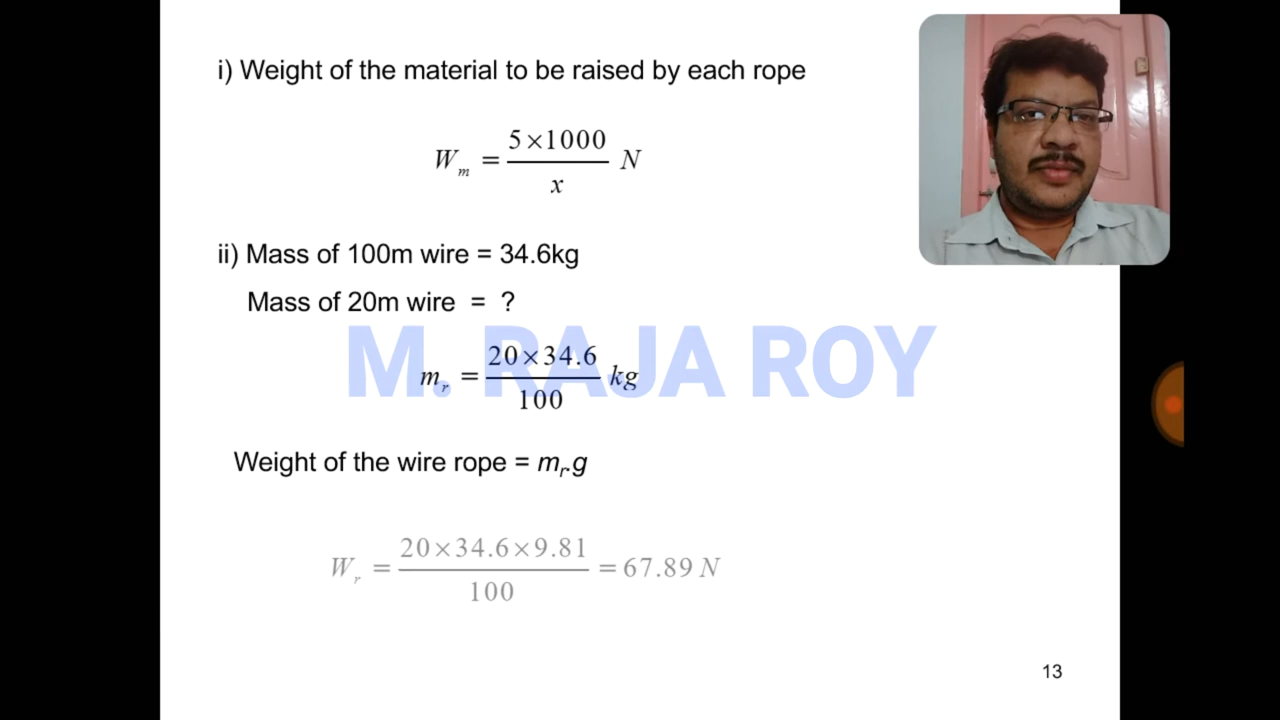 i) Weight of the material to be raised by each rope
W_m = 5×1000 / x N
ii) Mass of 100m wire = 34.6kg
Mass of 20m wire = ?
M. RAJA ROY
m_r = 20×34.6 / 100 kg
Weight of the wire rope = m_r.g
W_r = 20×34.6×9.81 / 100 = 67.89 N
13